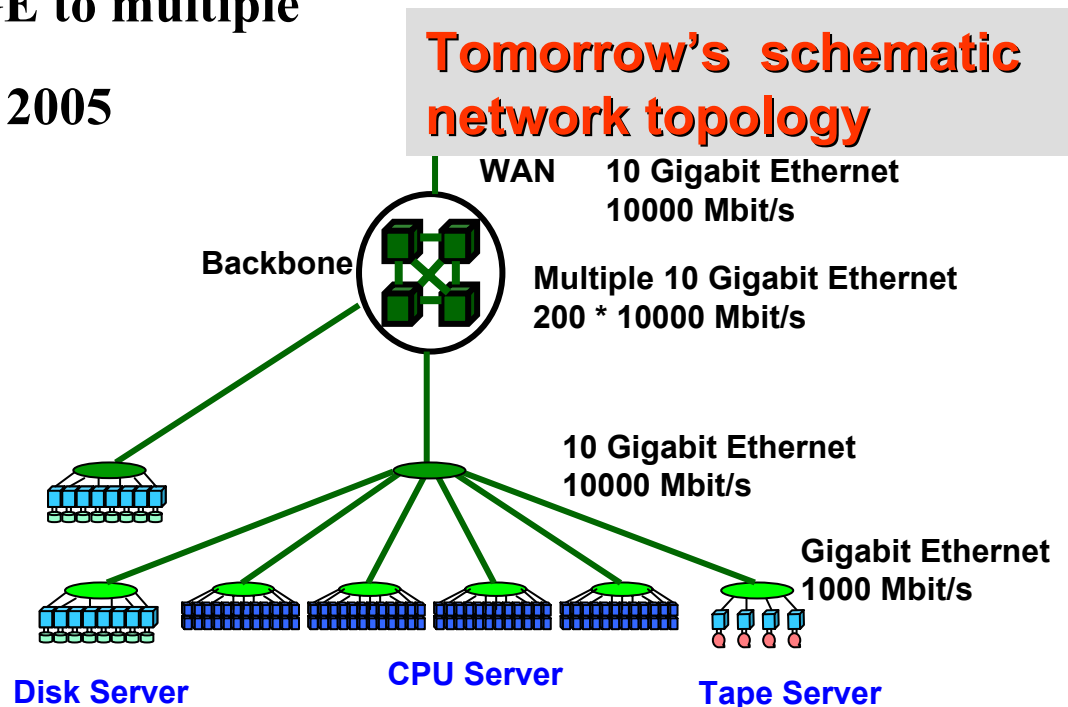 GE to multiple
2005
Tomorrow's schematic
network topology
WAN 10 Gigabit Ethernet
10000 Mbit/s
Backbone
Multiple 10 Gigabit Ethernet
200 * 10000 Mbit/s
10 Gigabit Ethernet
10000 Mbit/s
Gigabit Ethernet
1000 Mbit/s
Disk Server
CPU Server
Tape Server